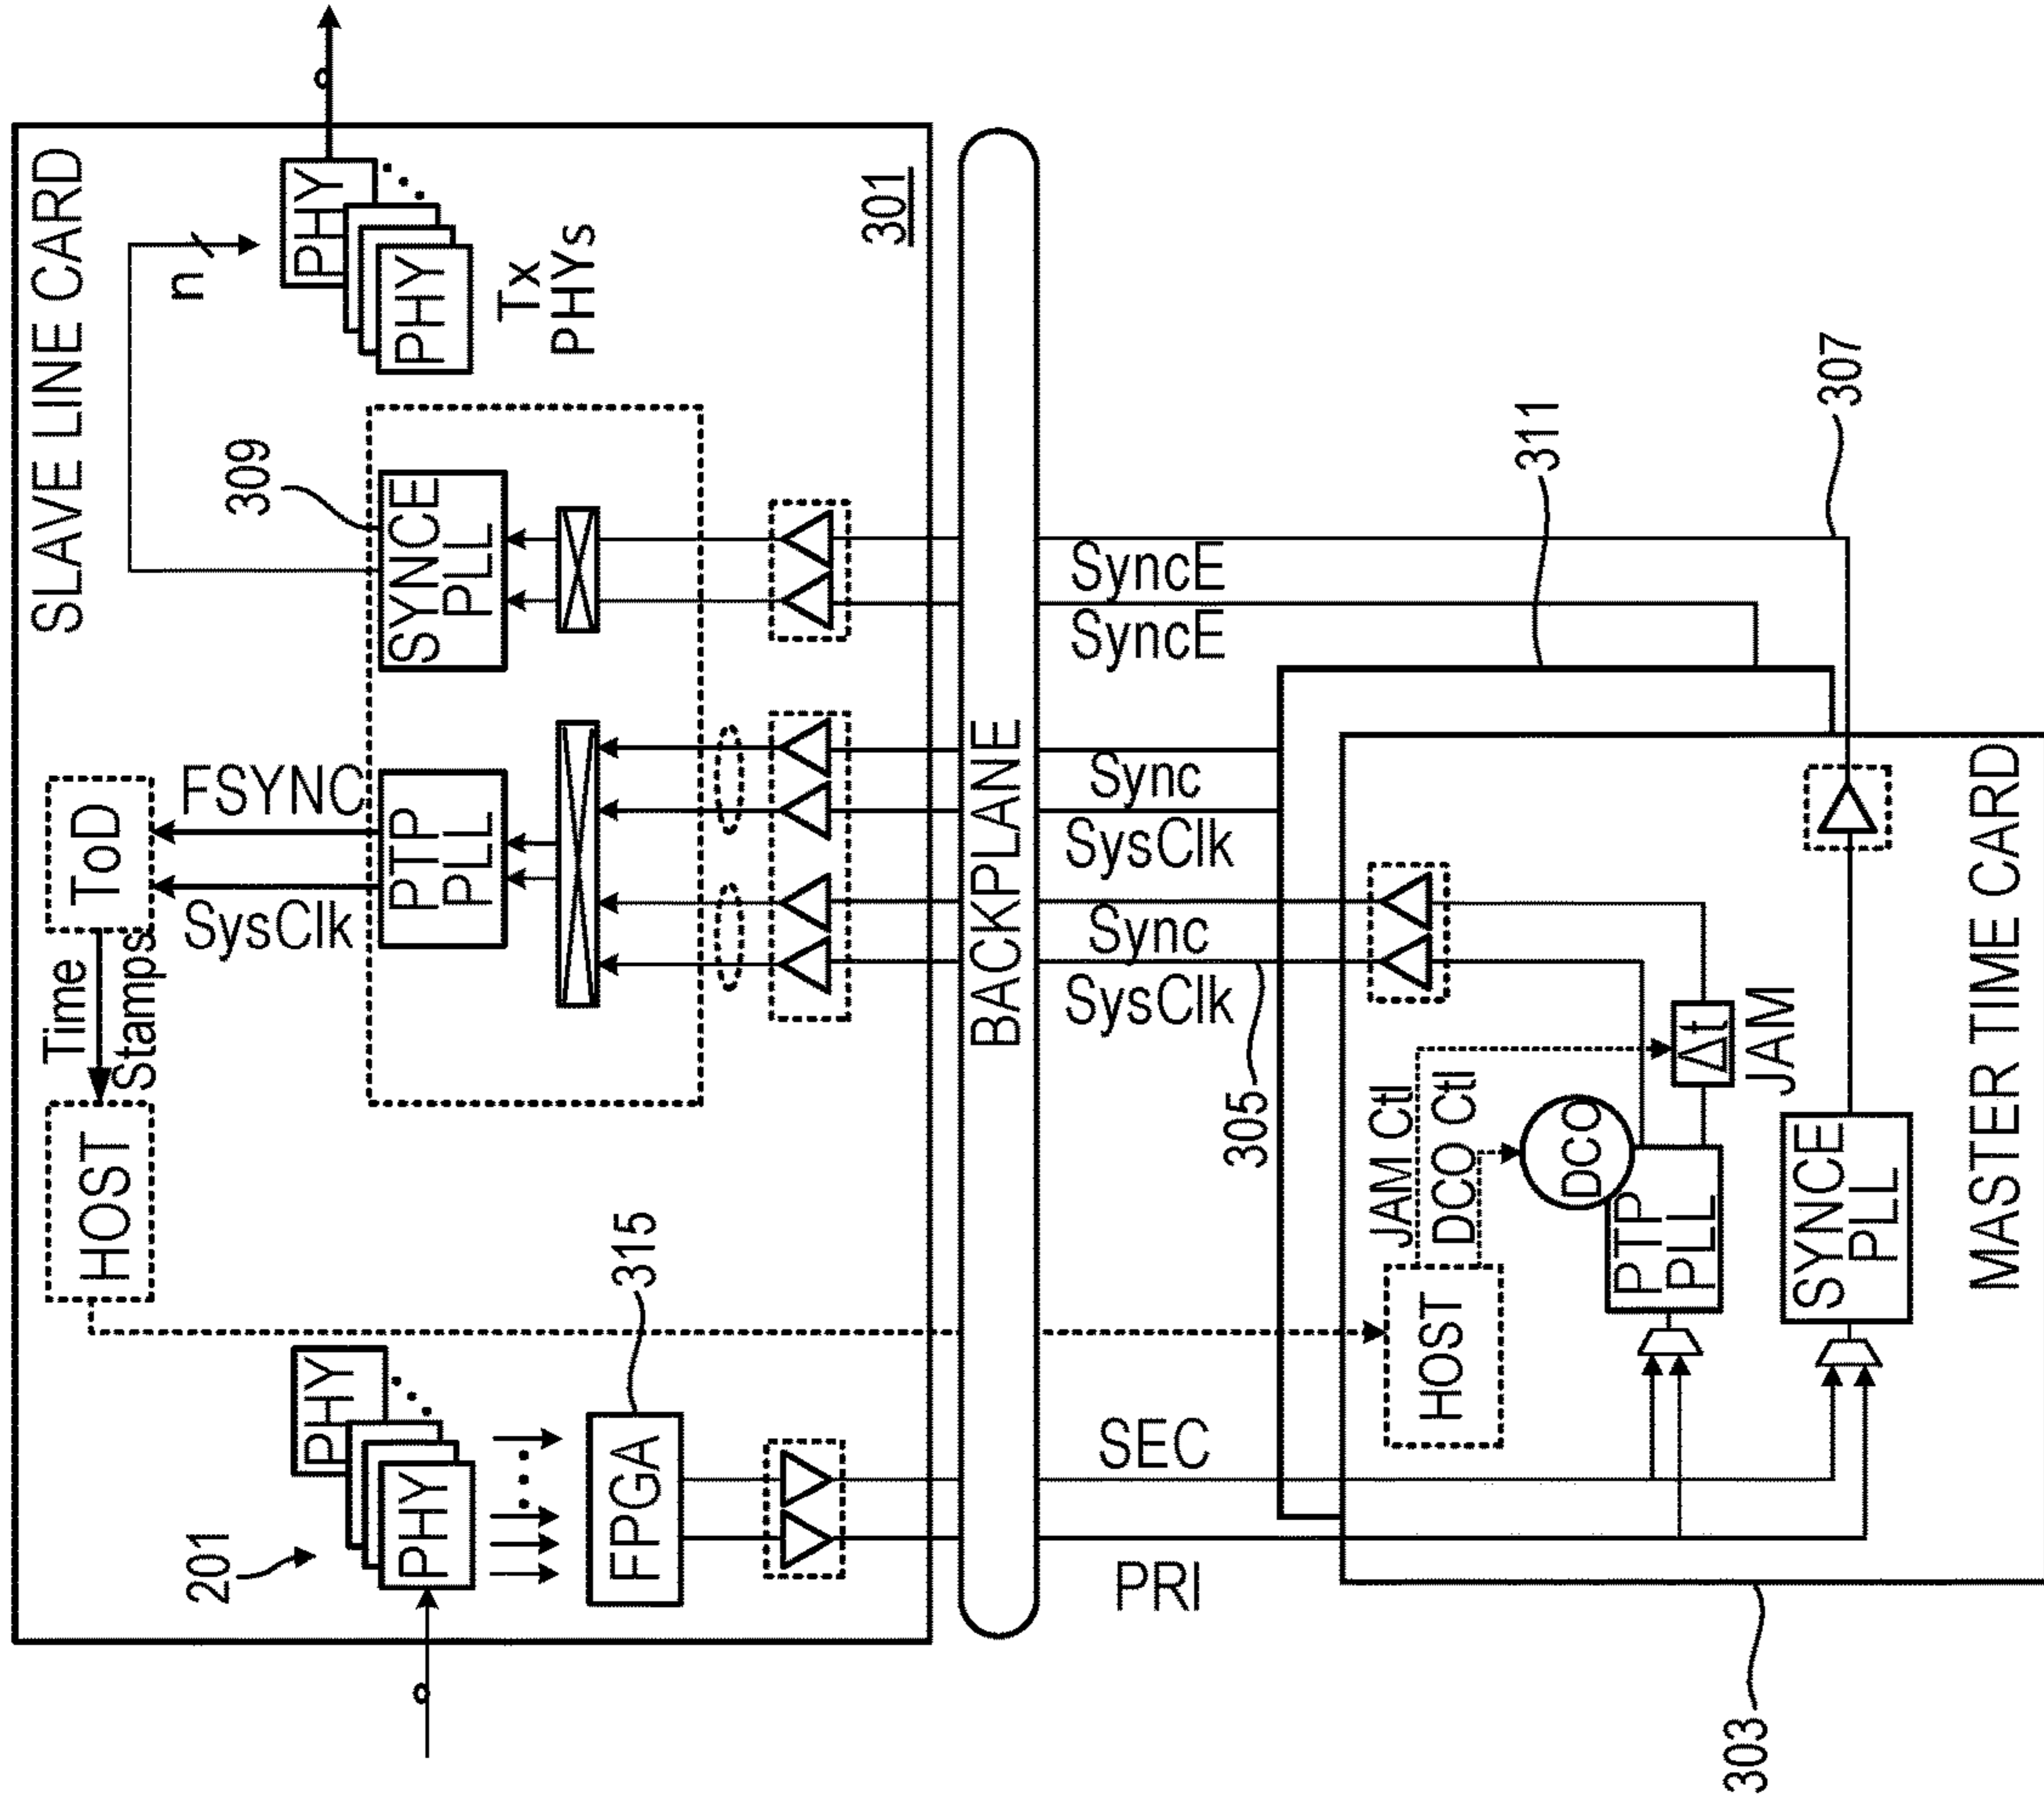 SLAVE LINE CARD
201
PHY
PHY
HOST
Time
Stamps
ToD
SysClk
FSYNC
309
n
PHY
PHY
Tx
PHYs
315
FPGA
PTP
PLL
SYNCE
PLL
301
BACKPLANE
PRI
SEC
305
SysClk
Sync
SysClk
Sync
SyncE
SyncE
311
307
303
HOST
JAM Ctl
DCO Ctl
DCO
PTP
PLL
Δt
JAM
SYNCE
PLL
MASTER TIME CARD